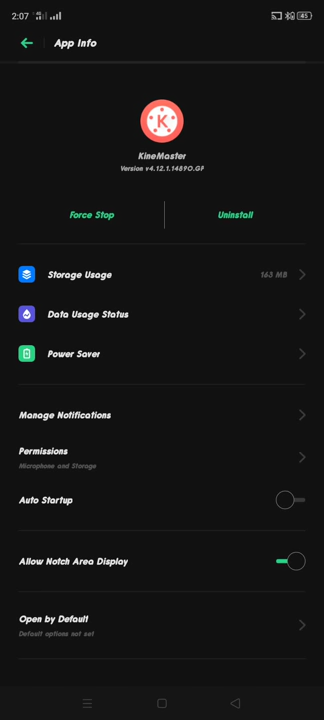 2:07
45
App Info
K
KineMaster
Version v4.12.1.14890.GP
Force Stop
Uninstall
Storage Usage
163 MB
Data Usage Status
Power Saver
Manage Notifications
Permissions
Microphone and Storage
Auto Startup
Allow Notch Area Display
Open by Default
Default options not set